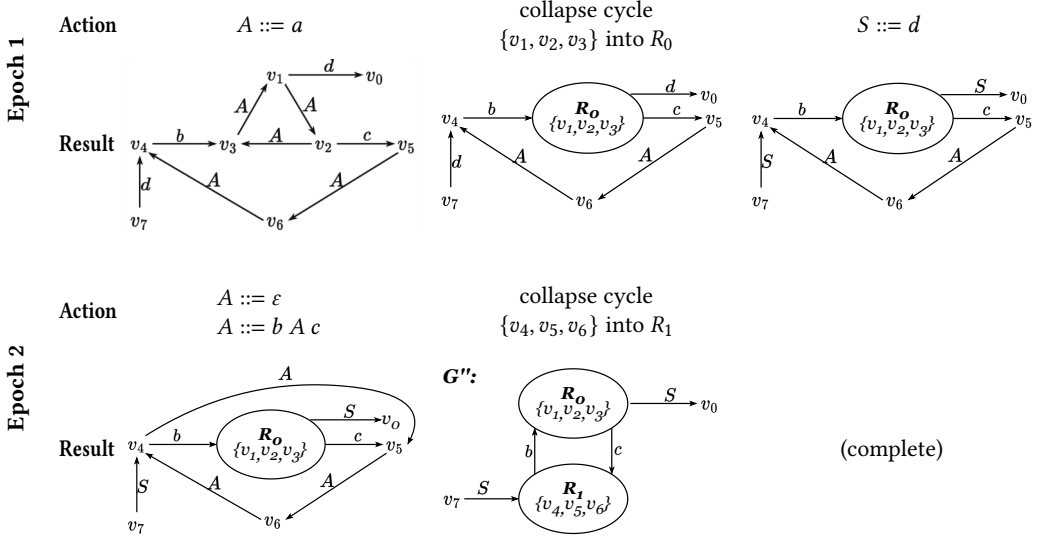 Epoch 1
Action
A ::= a
collapse cycle
{v₁, v₂, v₃} into R₀
S ::= d
Result
d
v₁
v₀
A
A
v₄
b
v₃
A
v₂
c
v₅
d
A
A
v₇
v₆
d
v₀
R₀
{v₁,v₂,v₃}
b
c
v₄
v₅
d
A
A
v₇
v₆
S
v₀
R₀
{v₁,v₂,v₃}
b
c
v₄
v₅
S
A
A
v₇
v₆
Epoch 2
Action
A ::= ε
A ::= b A c
collapse cycle
{v₄, v₅, v₆} into R₁
Result
A
S
v₀
R₀
{v₁,v₂,v₃}
v₄
b
c
v₅
S
A
A
v₇
v₆
G":
R₀
{v₁,v₂,v₃}
S
v₀
b
c
v₇
S
R₁
{v₄,v₅,v₆}
(complete)